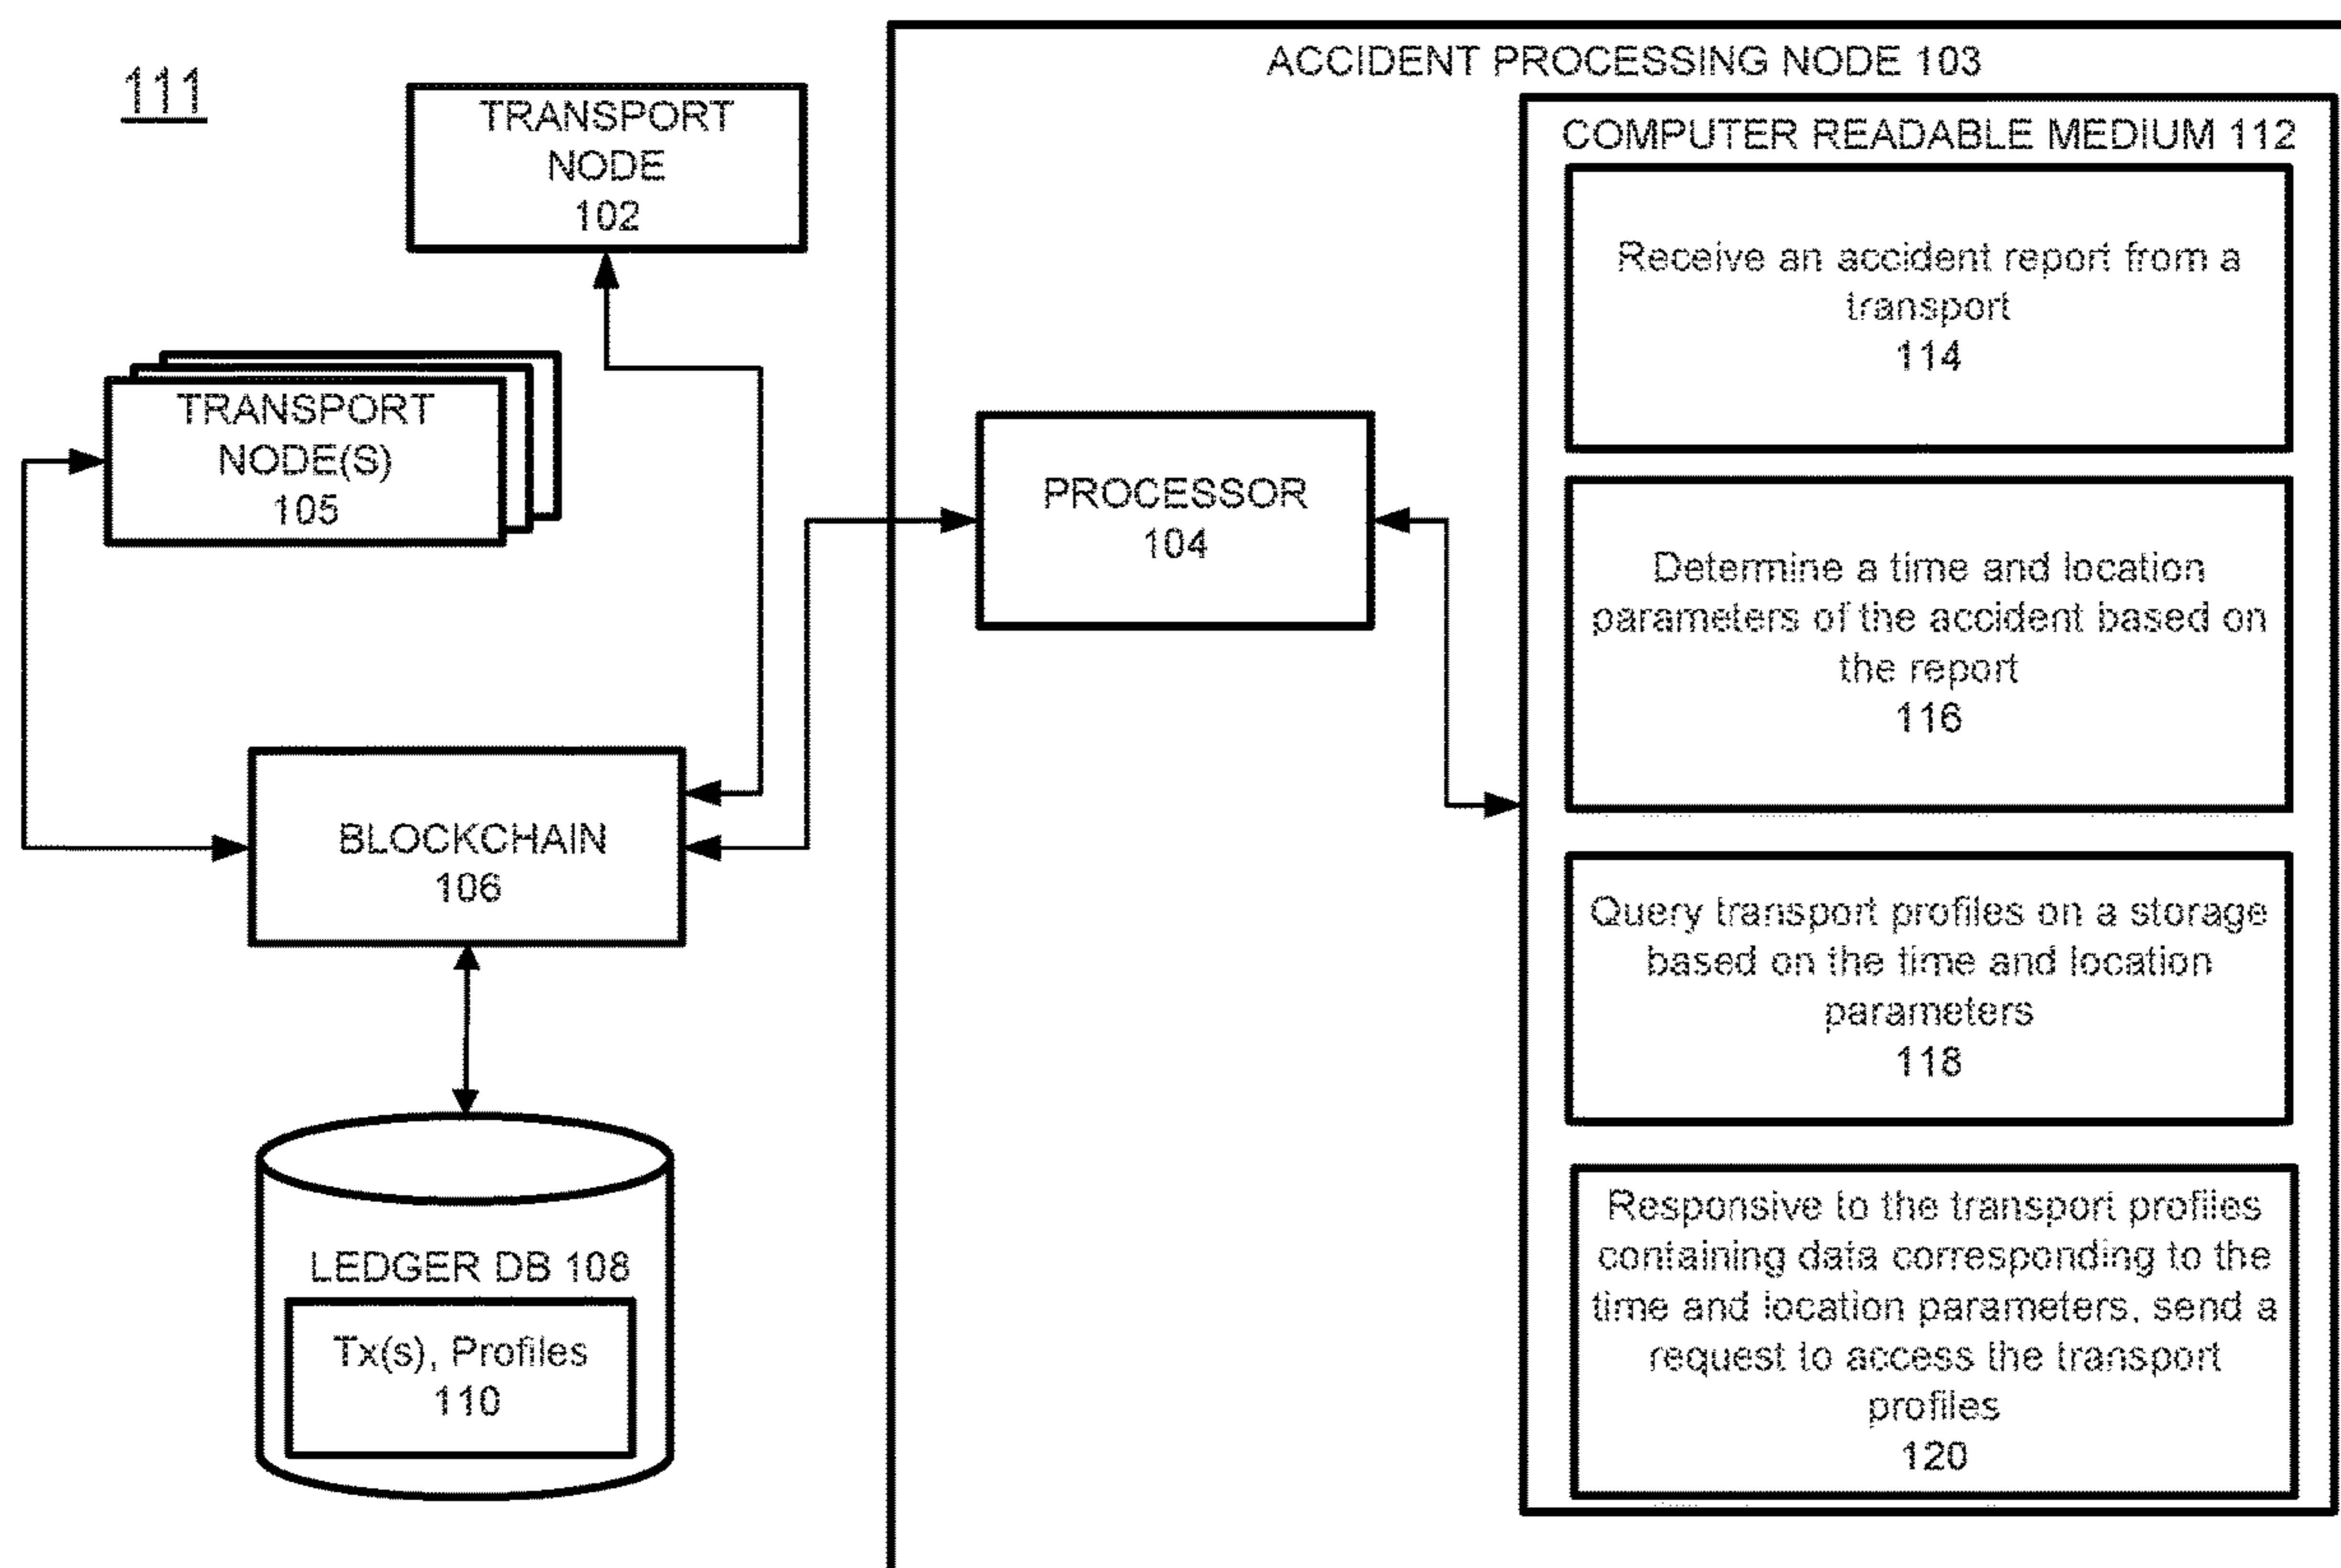 111
TRANSPORT
NODE
102
TRANSPORT
NODE(S)
105
BLOCKCHAIN
106
LEDGER DB 108
Tx(s), Profiles
110
ACCIDENT PROCESSING NODE 103
PROCESSOR
104
COMPUTER READABLE MEDIUM 112
Receive an accident report from a
transport
114
Determine a time and location
parameters of the accident based on
the report
116
Query transport profiles on a storage
based on the time and location
parameters
118
Responsive to the transport profiles
containing data corresponding to the
time and location parameters, send a
request to access the transport
profiles
120